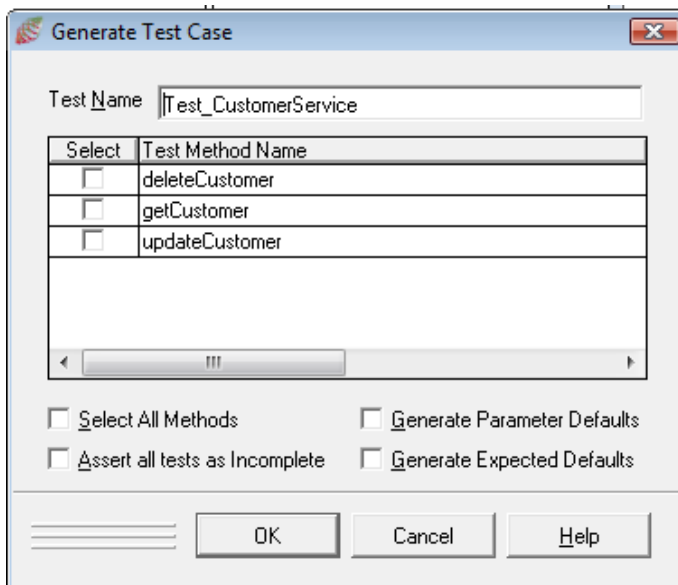 Generate Test Case
Test Name Test_CustomerService
Select Test Method Name
deleteCustomer
getCustomer
updateCustomer
Select All Methods Generate Parameter Defaults
Assert all tests as Incomplete Generate Expected Defaults
OK Cancel Help